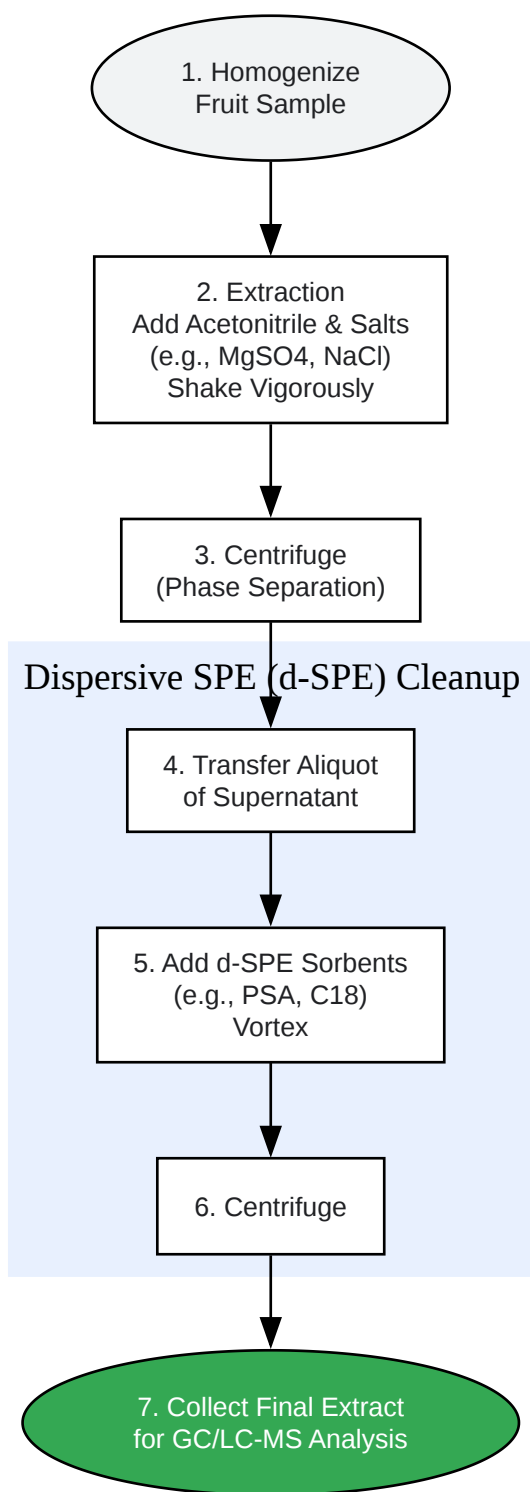 1. Homogenize
Fruit Sample
2. Extraction
Add Acetonitrile & Salts
(e.g., MgSO4, NaCl)
Shake Vigorously
3. Centrifuge
(Phase Separation)
Dispersive SPE (d-SPE) Cleanup
4. Transfer Aliquot
of Supernatant
5. Add d-SPE Sorbents
(e.g., PSA, C18)
Vortex
6. Centrifuge
7. Collect Final Extract
for GC/LC-MS Analysis